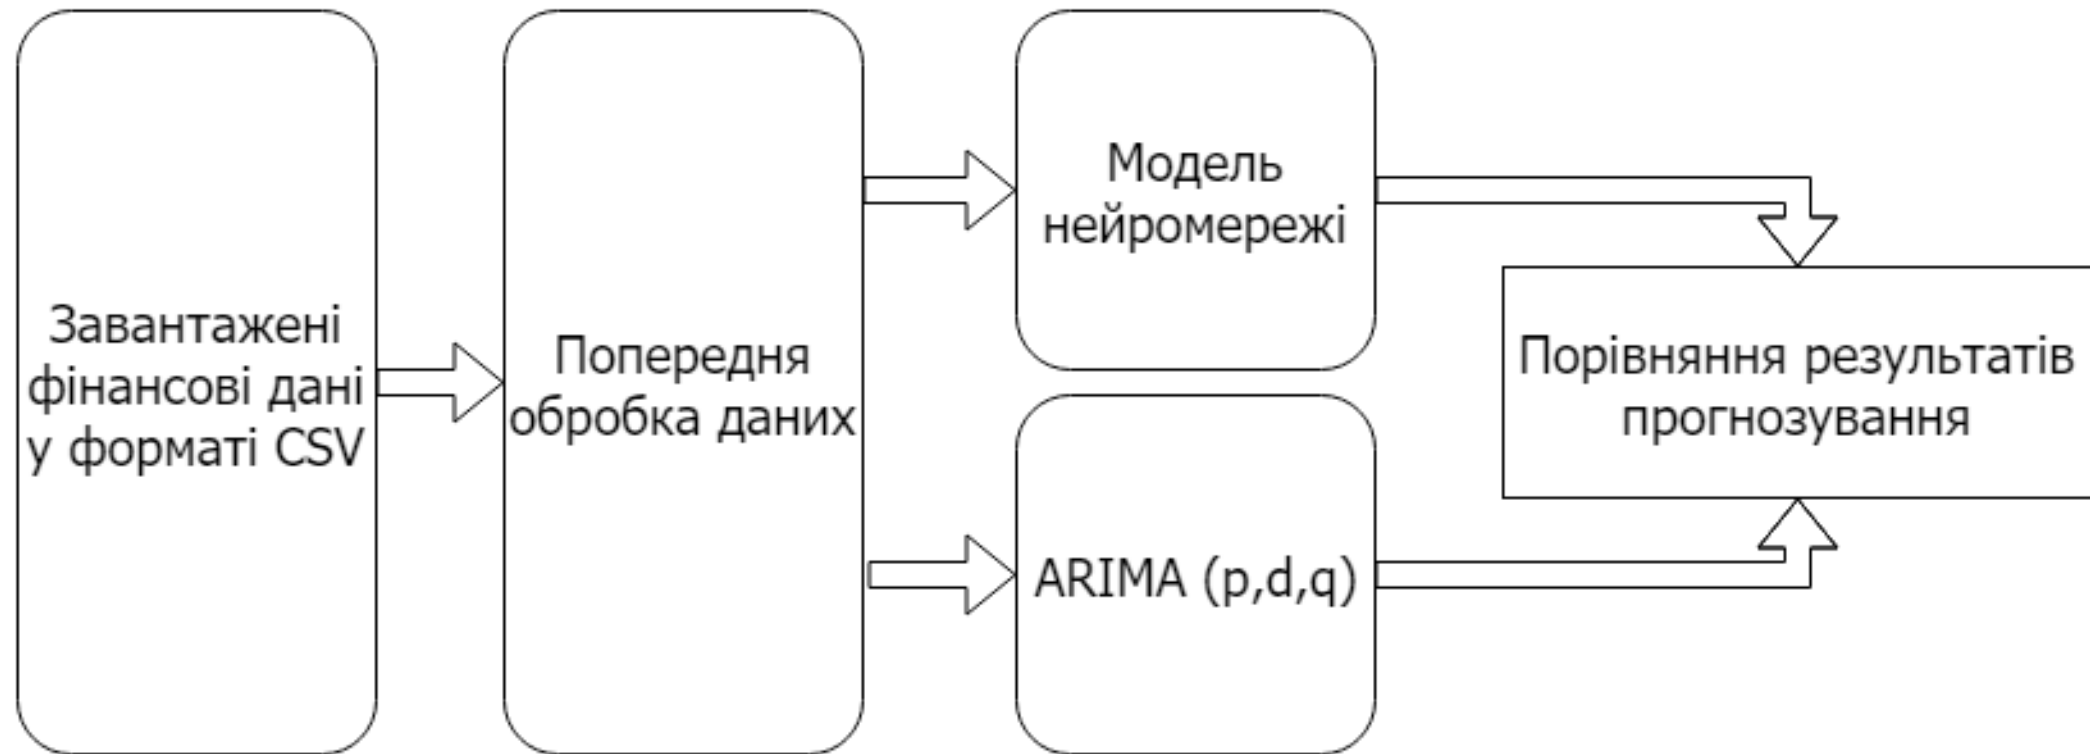 Завантажені
фінансові дані
у форматі CSV
Попередня
обробка даних
Модель
нейромережі
ARIMA (p,d,q)
Порівняння результатів
прогнозування